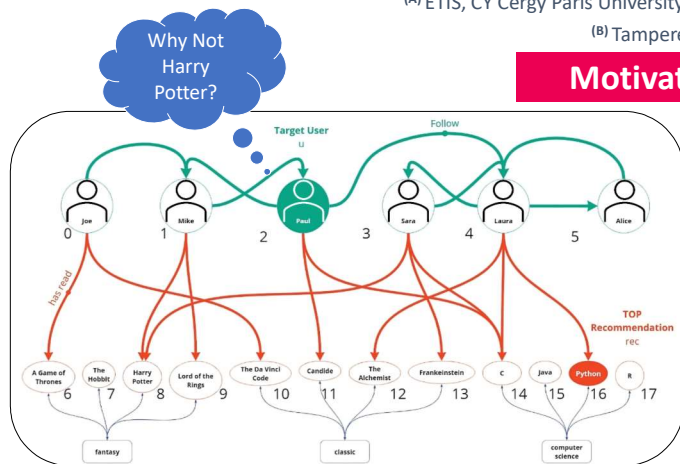 (A) ETIS, CY Cergy Paris University
(B) Tampere
Motivat
Why Not
Harry
Potter?
Target User
u
Follow
Joe
Mike
Paul
Sara
Laura
Alice
0
1
2
3
4
5
has read
TOP
Recommendation
rec
A Game of
Thrones
The
Hobbit
Harry
Potter
Lord of the
Rings
The Da Vinci
Code
Candide
The
Alchemist
Frankeinstein
C
Java
Python
R
6
7
8
9
10
11
12
13
14
15
16
17
fantasy
classic
computer
science